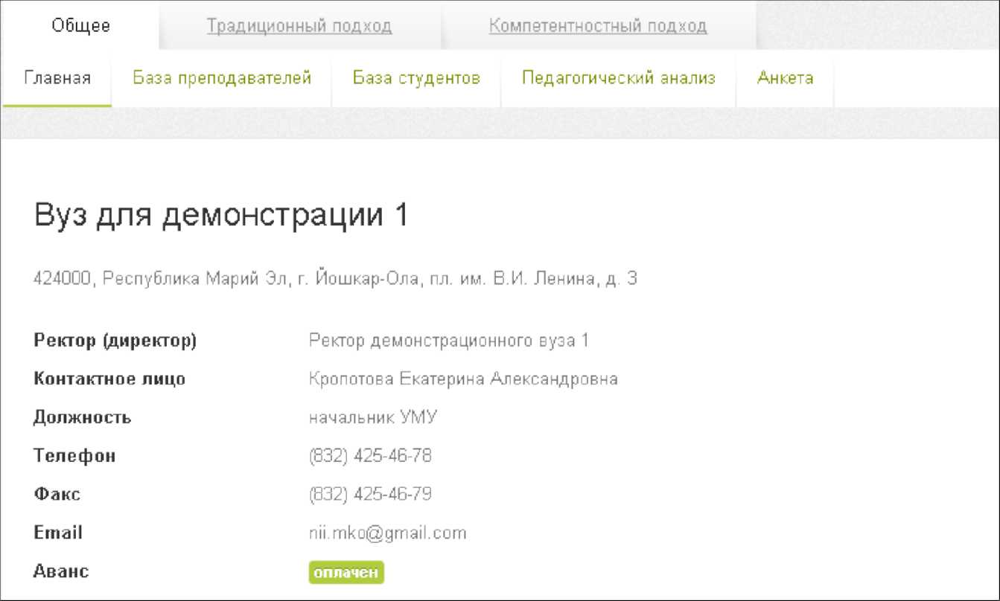 Общее Традиционный подход Компетентностный подход
Главная База преподавателей База студентов Педагогический анализ Анкета
Вуз для демонстрации 1
424000, Республика Марий Эл, г. Йошкар-Ола, пл. им. В.И. Ленина, д. 3
Ректор (директор) Ректор демонстрационного вуза 1
Контактное лицо Кропотова Екатерина Александровна
Должность начальник УМУ
Телефон (832) 425-46-78
Факс (832) 425-46-79
Email nii.mko@gmail.com
Аванс оплачен